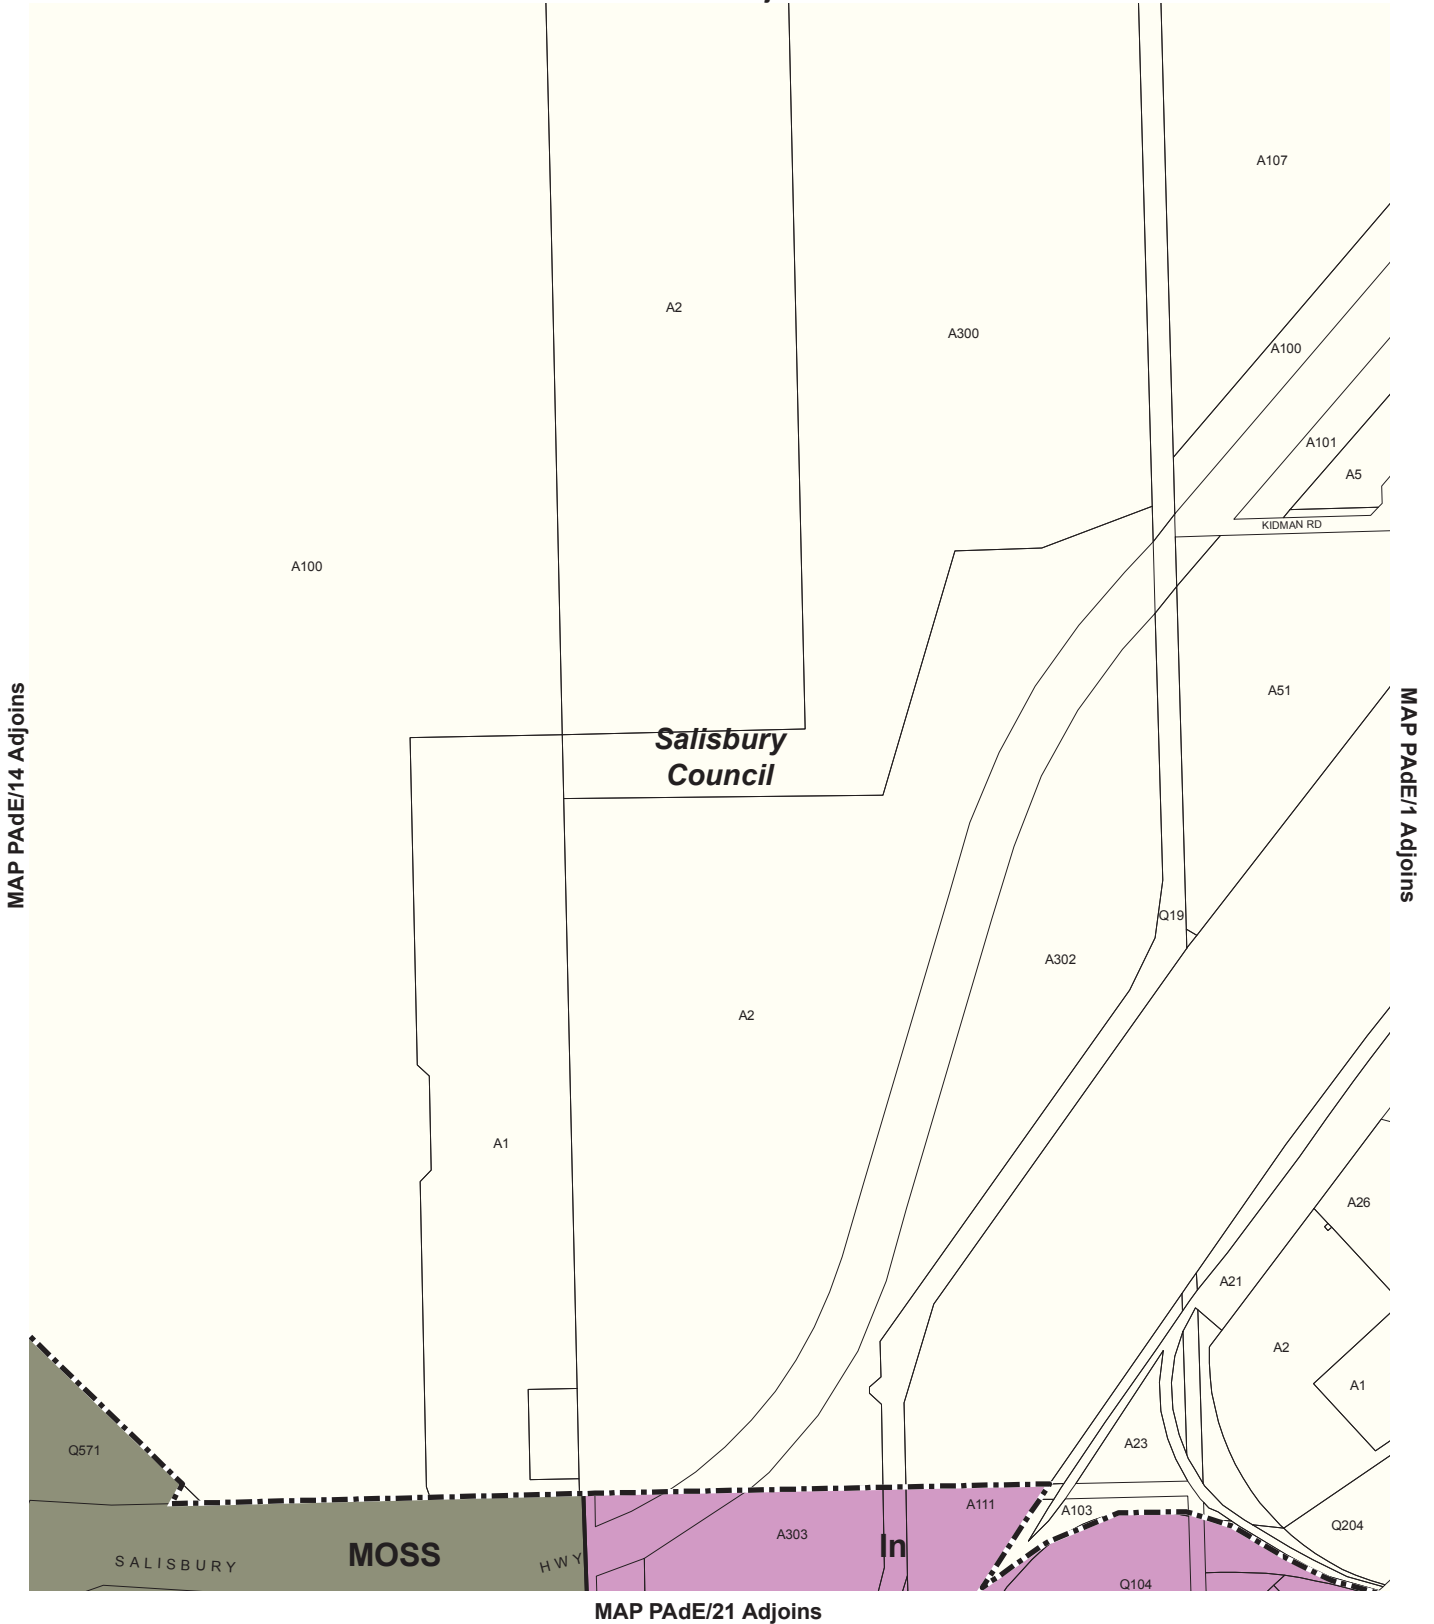 A107
A2
A300
A100
A101
A5
KIDMAN RD
A100
A51
MAP PAdE/14 Adjoins
MAP PAdE/1 Adjoins
Salisbury
Council
Q19
A302
A2
A1
A26
A21
A2
A1
Q571
A23
A111
A103
A303
Q204
In
MOSS
SALISBURY
HWY
Q104
MAP PAdE/21 Adjoins